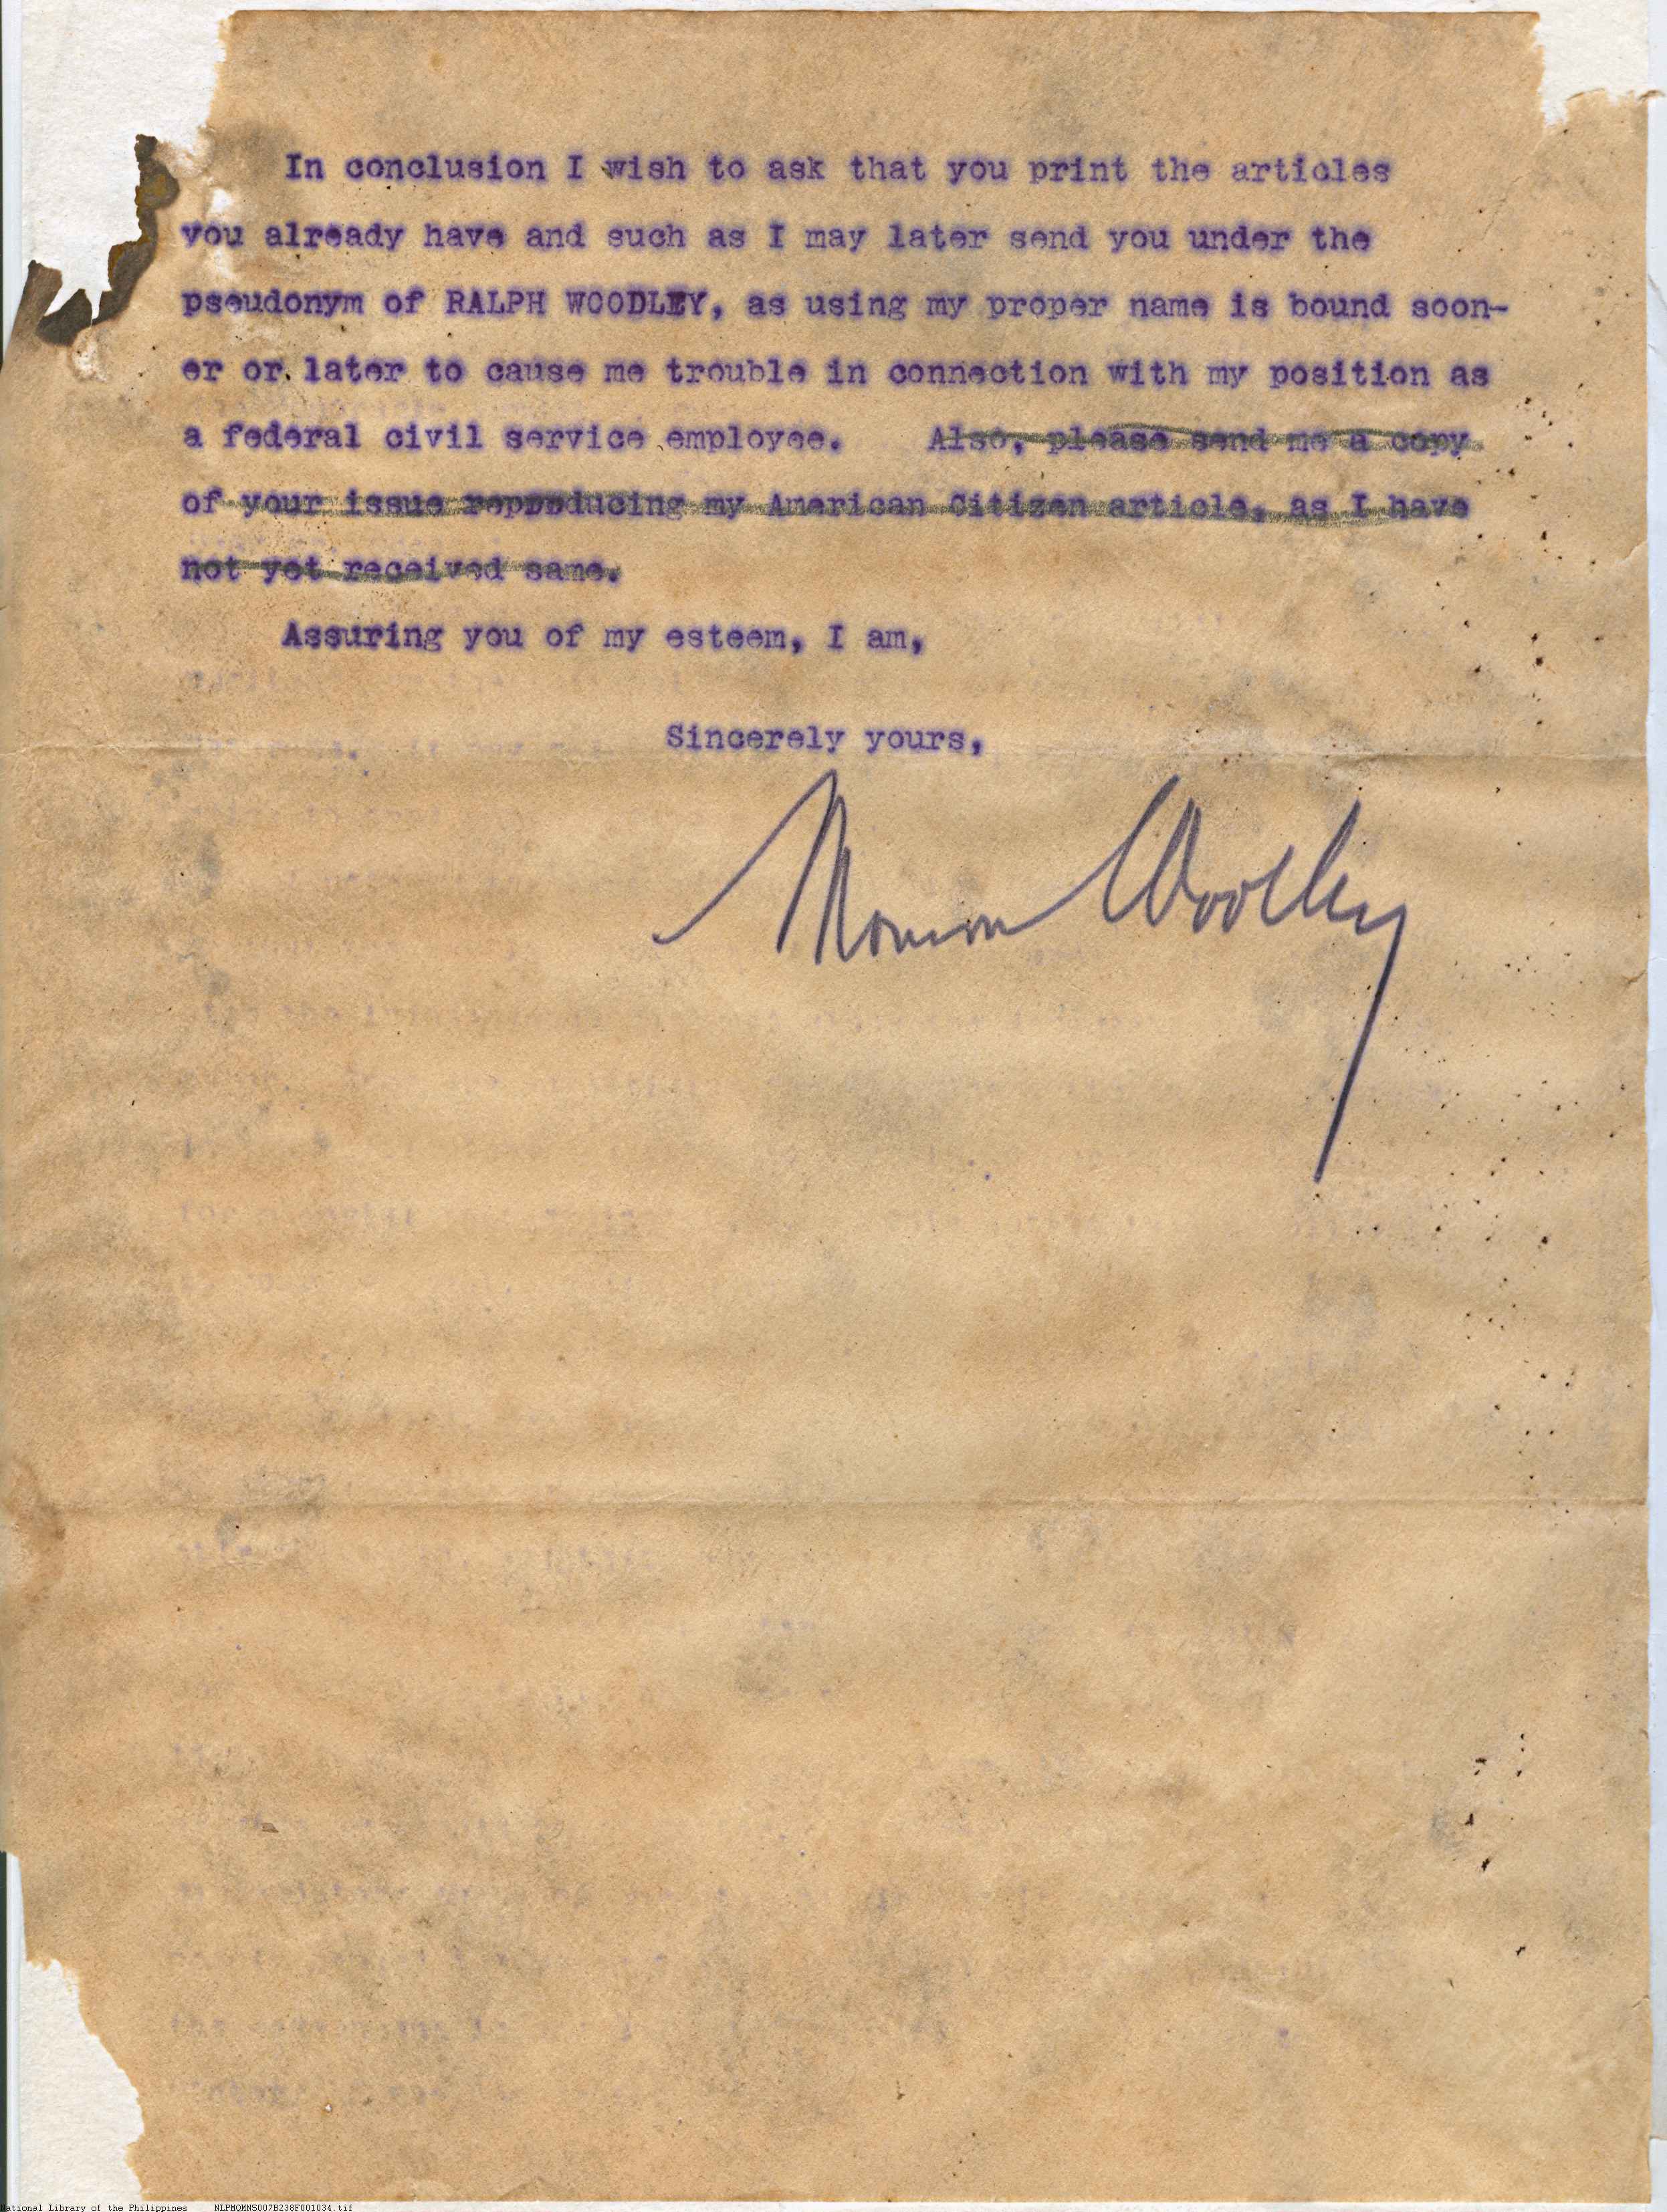 In conclusion I wish to ask that you print the articles
you already have and such as I may later send you under the
pseudonym of RALPH WOODLEY, as using my proper name is bound soon-
er or later to cause me trouble in connection with my position as
a federal civil service employee. Also, please send me a copy
of your issue reproducing my American Citizen article, as I have
not yet received same.
Assuring you of my esteem, I am,
Sincerely yours,
Woolley
National Library of the Philippines NLPMQMNS007B238F001034.tif